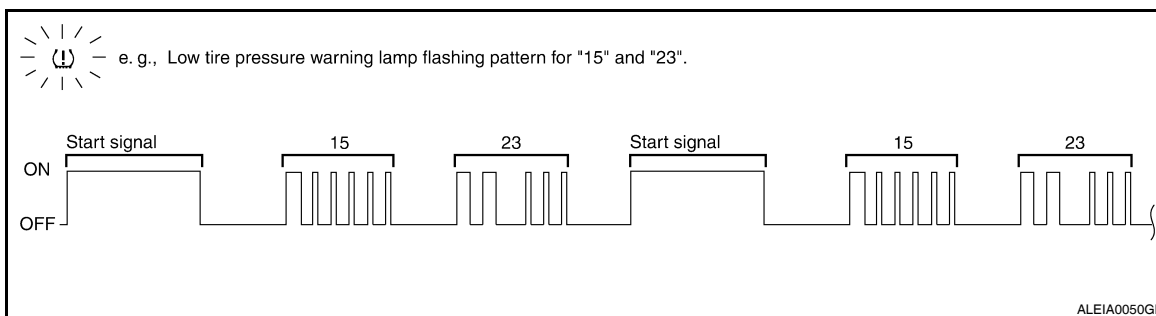 e. g., Low tire pressure warning lamp flashing pattern for "15" and "23".
Start signal 15 23 Start signal 15 23
ON
OFF
ALEIA0050G